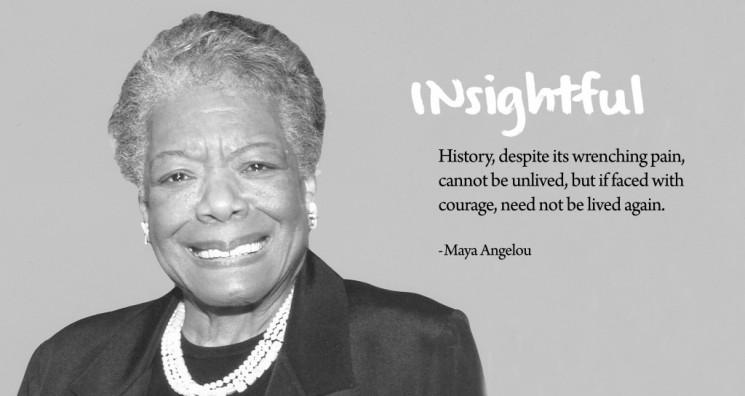 INsightful
History, despite its wrenching pain,
cannot be unlived, but if faced with
courage, need not be lived again.
- Maya Angelou